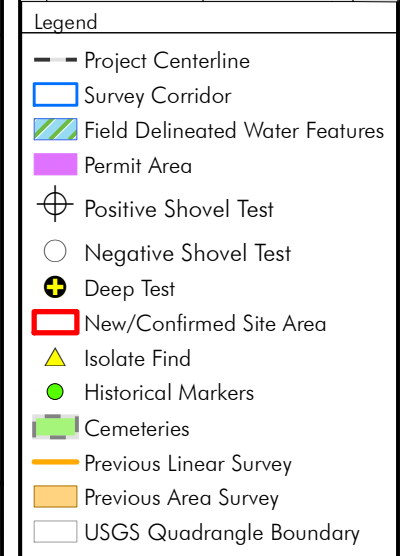 Legend
Project Centerline
Survey Corridor
Field Delineated Water Features
Permit Area
Positive Shovel Test
Negative Shovel Test
Deep Test
New/Confirmed Site Area
Isolate Find
Historical Markers
Cemeteries
Previous Linear Survey
Previous Area Survey
USGS Quadrangle Boundary